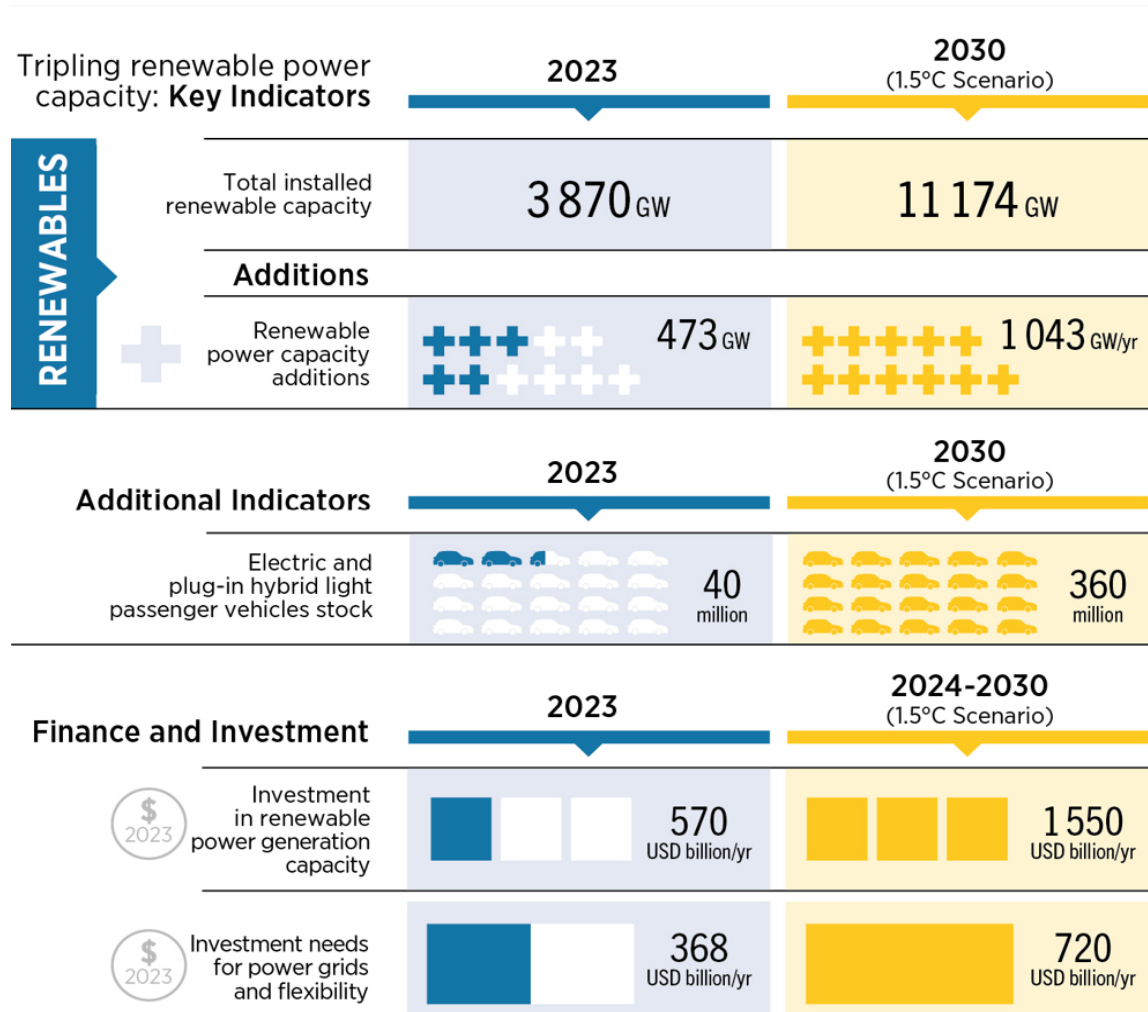 Tripling renewable power
capacity: Key Indicators
2023
2030
(1.5°C Scenario)
RENEWABLES
Total installed
renewable capacity
3 870 GW
11 174 GW
Additions
Renewable
power capacity
additions
473 GW
1 043 GW/yr
Additional Indicators
2023
2030
(1.5°C Scenario)
Electric and
plug-in hybrid light
passenger vehicles stock
40
million
360
million
Finance and Investment
2023
2024-2030
(1.5°C Scenario)
$
2023
Investment
in renewable
power generation
capacity
570
USD billion/yr
1 550
USD billion/yr
$
2023
Investment needs
for power grids
and flexibility
368
USD billion/yr
720
USD billion/yr